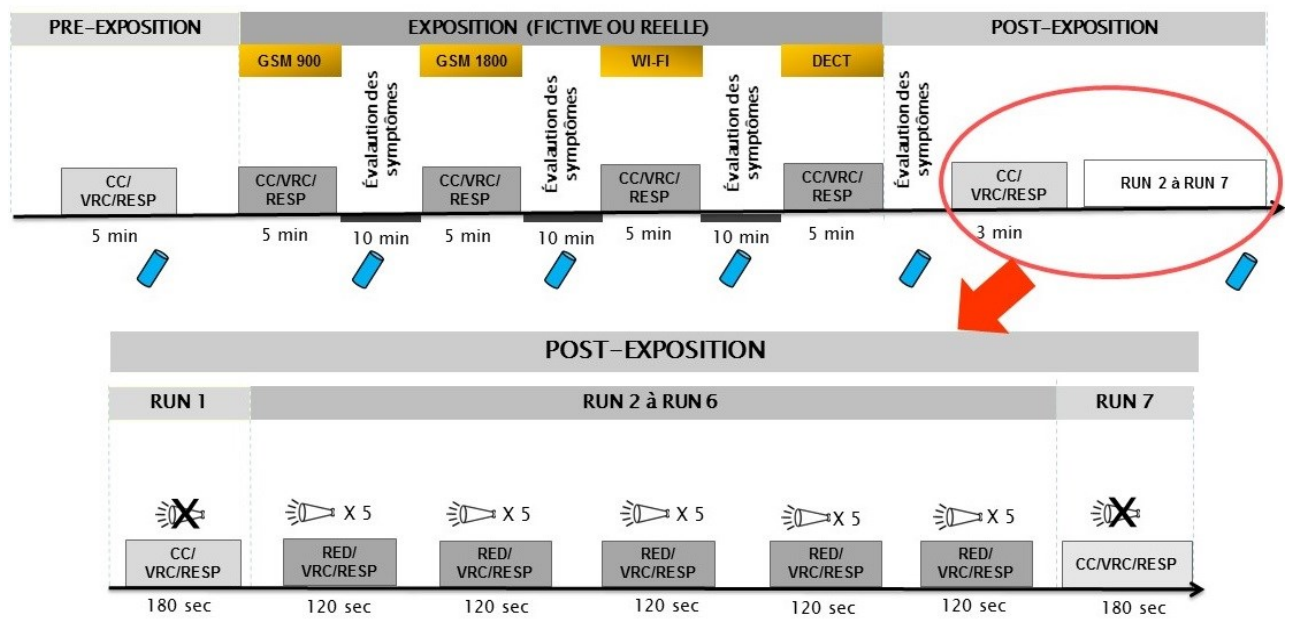 PRE-EXPOSITION
EXPOSITION (FICTIVE OU REELLE)
POST-EXPOSITION
GSM 900
GSM 1800
WI-FI
DECT
Évalaution des
symptômes
Évalaution des
symptômes
Évalaution des
symptômes
Évalaution des
symptômes
CC/
VRC/RESP
CC/VRC/
RESP
CC/VRC/
RESP
CC/VRC/
RESP
CC/VRC/
RESP
CC/
VRC/RESP
RUN 2 à RUN 7
5 min
5 min
10 min
5 min
10 min
5 min
10 min
5 min
3 min
POST-EXPOSITION
RUN 1
RUN 2 à RUN 6
RUN 7
X 5
X 5
X 5
X 5
X 5
CC/
VRC/RESP
RED/
VRC/RESP
RED/
VRC/RESP
RED/
VRC/RESP
RED/
VRC/RESP
RED/
VRC/RESP
CC/VRC/RESP
180 sec
120 sec
120 sec
120 sec
120 sec
120 sec
180 sec